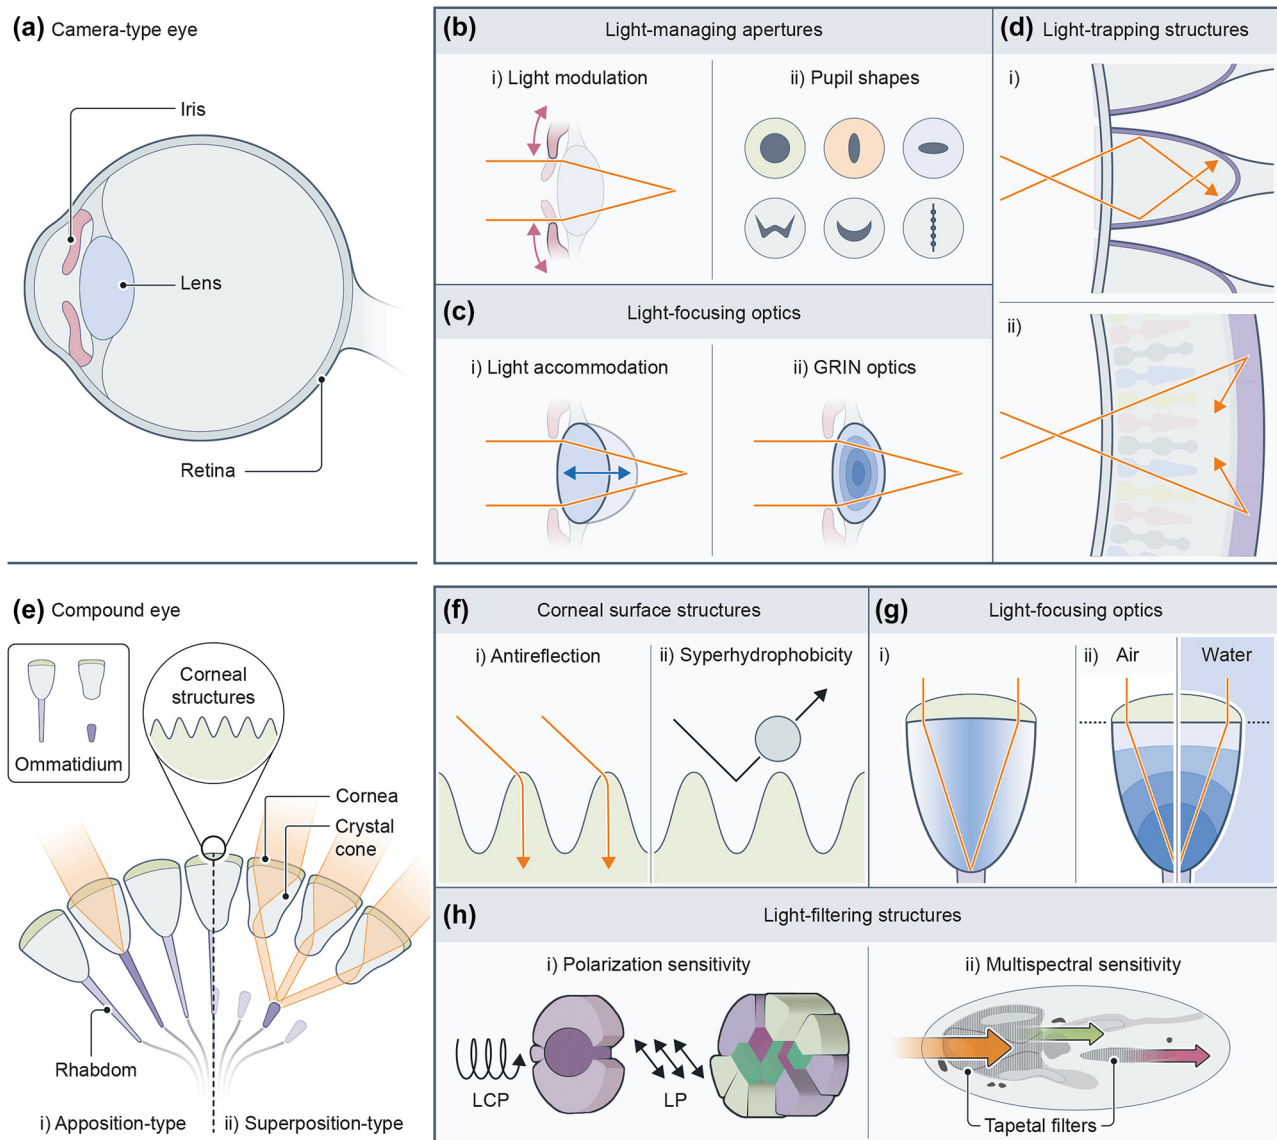 (a) Camera-type eye
Iris
Lens
Retina
(b) Light-managing apertures
i) Light modulation
ii) Pupil shapes
(c) Light-focusing optics
i) Light accommodation
ii) GRIN optics
(d) Light-trapping structures
i)
ii)
(e) Compound eye
Ommatidium
Corneal
structures
Cornea
Crystal
cone
Rhabdom
i) Apposition-type
ii) Superposition-type
(f) Corneal surface structures
i) Antireflection
ii) Syperhydrophobicity
(g) Light-focusing optics
i)
ii) Air
Water
(h) Light-filtering structures
i) Polarization sensitivity
LCP
LP
ii) Multispectral sensitivity
Tapetal filters